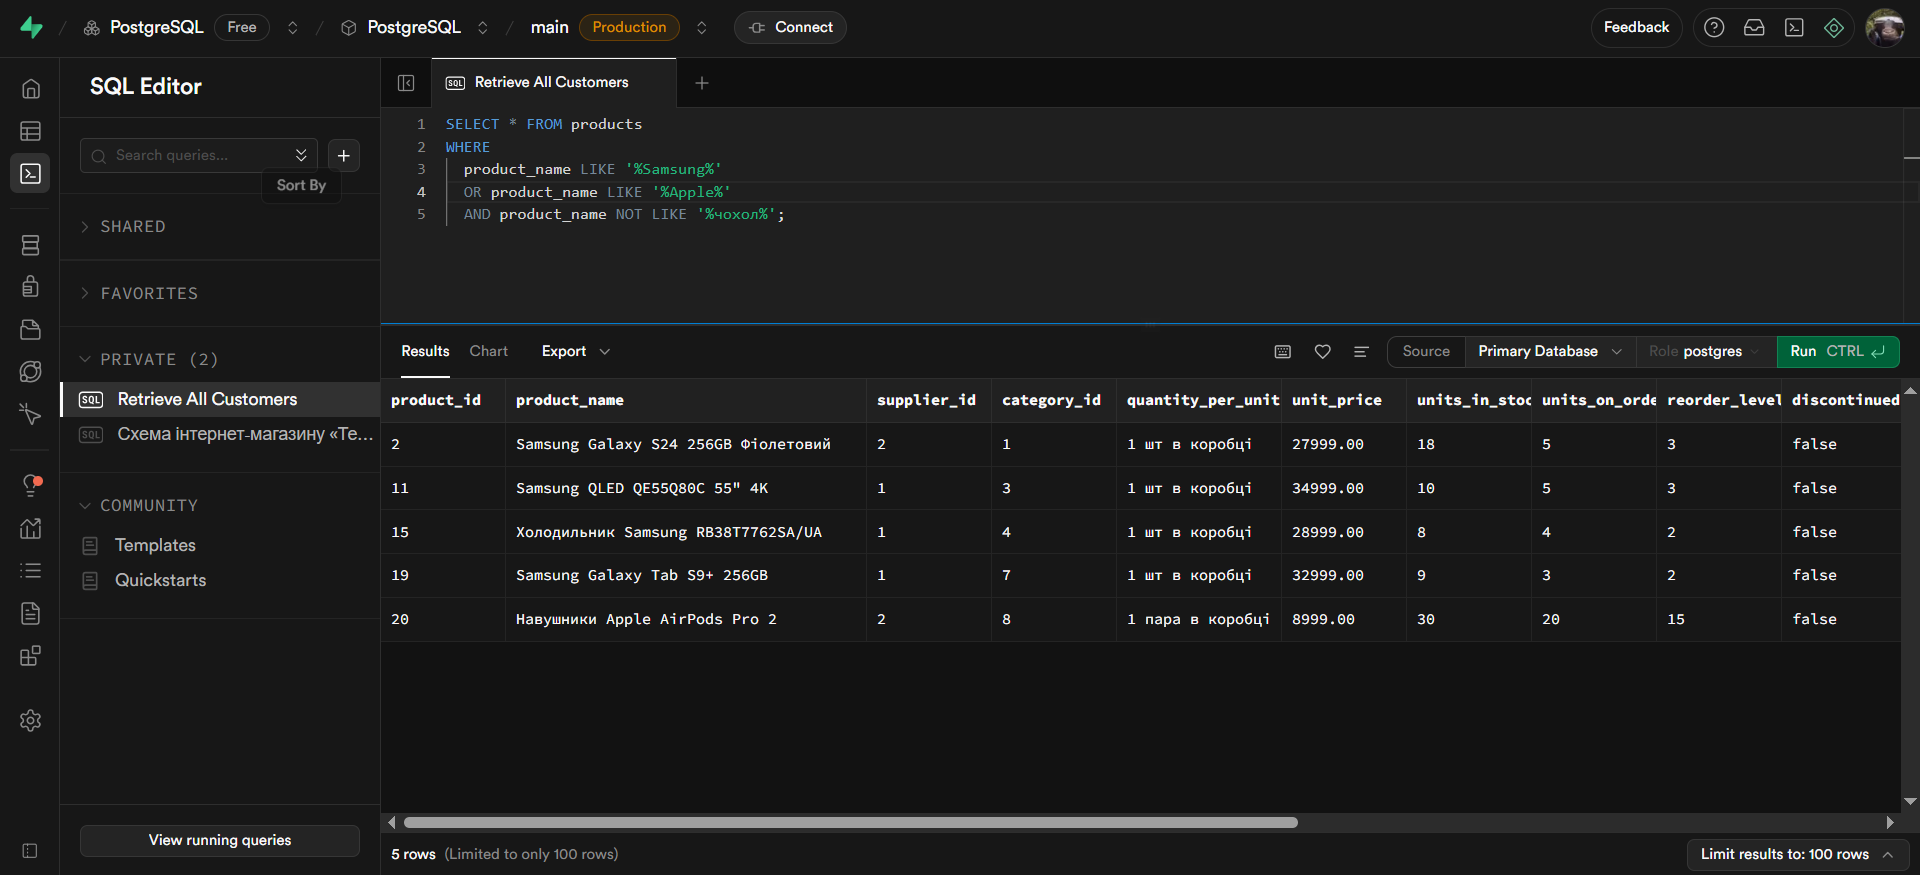 PostgreSQL Free PostgreSQL main Production Connect Feedback
SQL Editor
Search queries...
Sort By
SHARED
FAVORITES
PRIVATE (2)
SQL Retrieve All Customers
SQL Схема інтернет-магазину «Te...
COMMUNITY
Templates
Quickstarts
View running queries
SQL Retrieve All Customers
1 SELECT * FROM products
2 WHERE
3 product_name LIKE '%Samsung%'
4 OR product_name LIKE '%Apple%'
5 AND product_name NOT LIKE '%чохол%';
Results Chart Export Source Primary Database Role postgres Run CTRL
product_id product_name supplier_id category_id quantity_per_unit unit_price units_in_stoc units_on_orde reorder_level discontinued
2 Samsung Galaxy S24 256GB Фіолетовий 2 1 1 шт в коробці 27999.00 18 5 3 false
11 Samsung QLED QE55Q80C 55" 4K 1 3 1 шт в коробці 34999.00 10 5 3 false
15 Холодильник Samsung RB38T7762SA/UA 1 4 1 шт в коробці 28999.00 8 4 2 false
19 Samsung Galaxy Tab S9+ 256GB 1 7 1 шт в коробці 32999.00 9 3 2 false
20 Навушники Apple AirPods Pro 2 2 8 1 пара в коробці 8999.00 30 20 15 false
5 rows (Limited to only 100 rows)
Limit results to: 100 rows